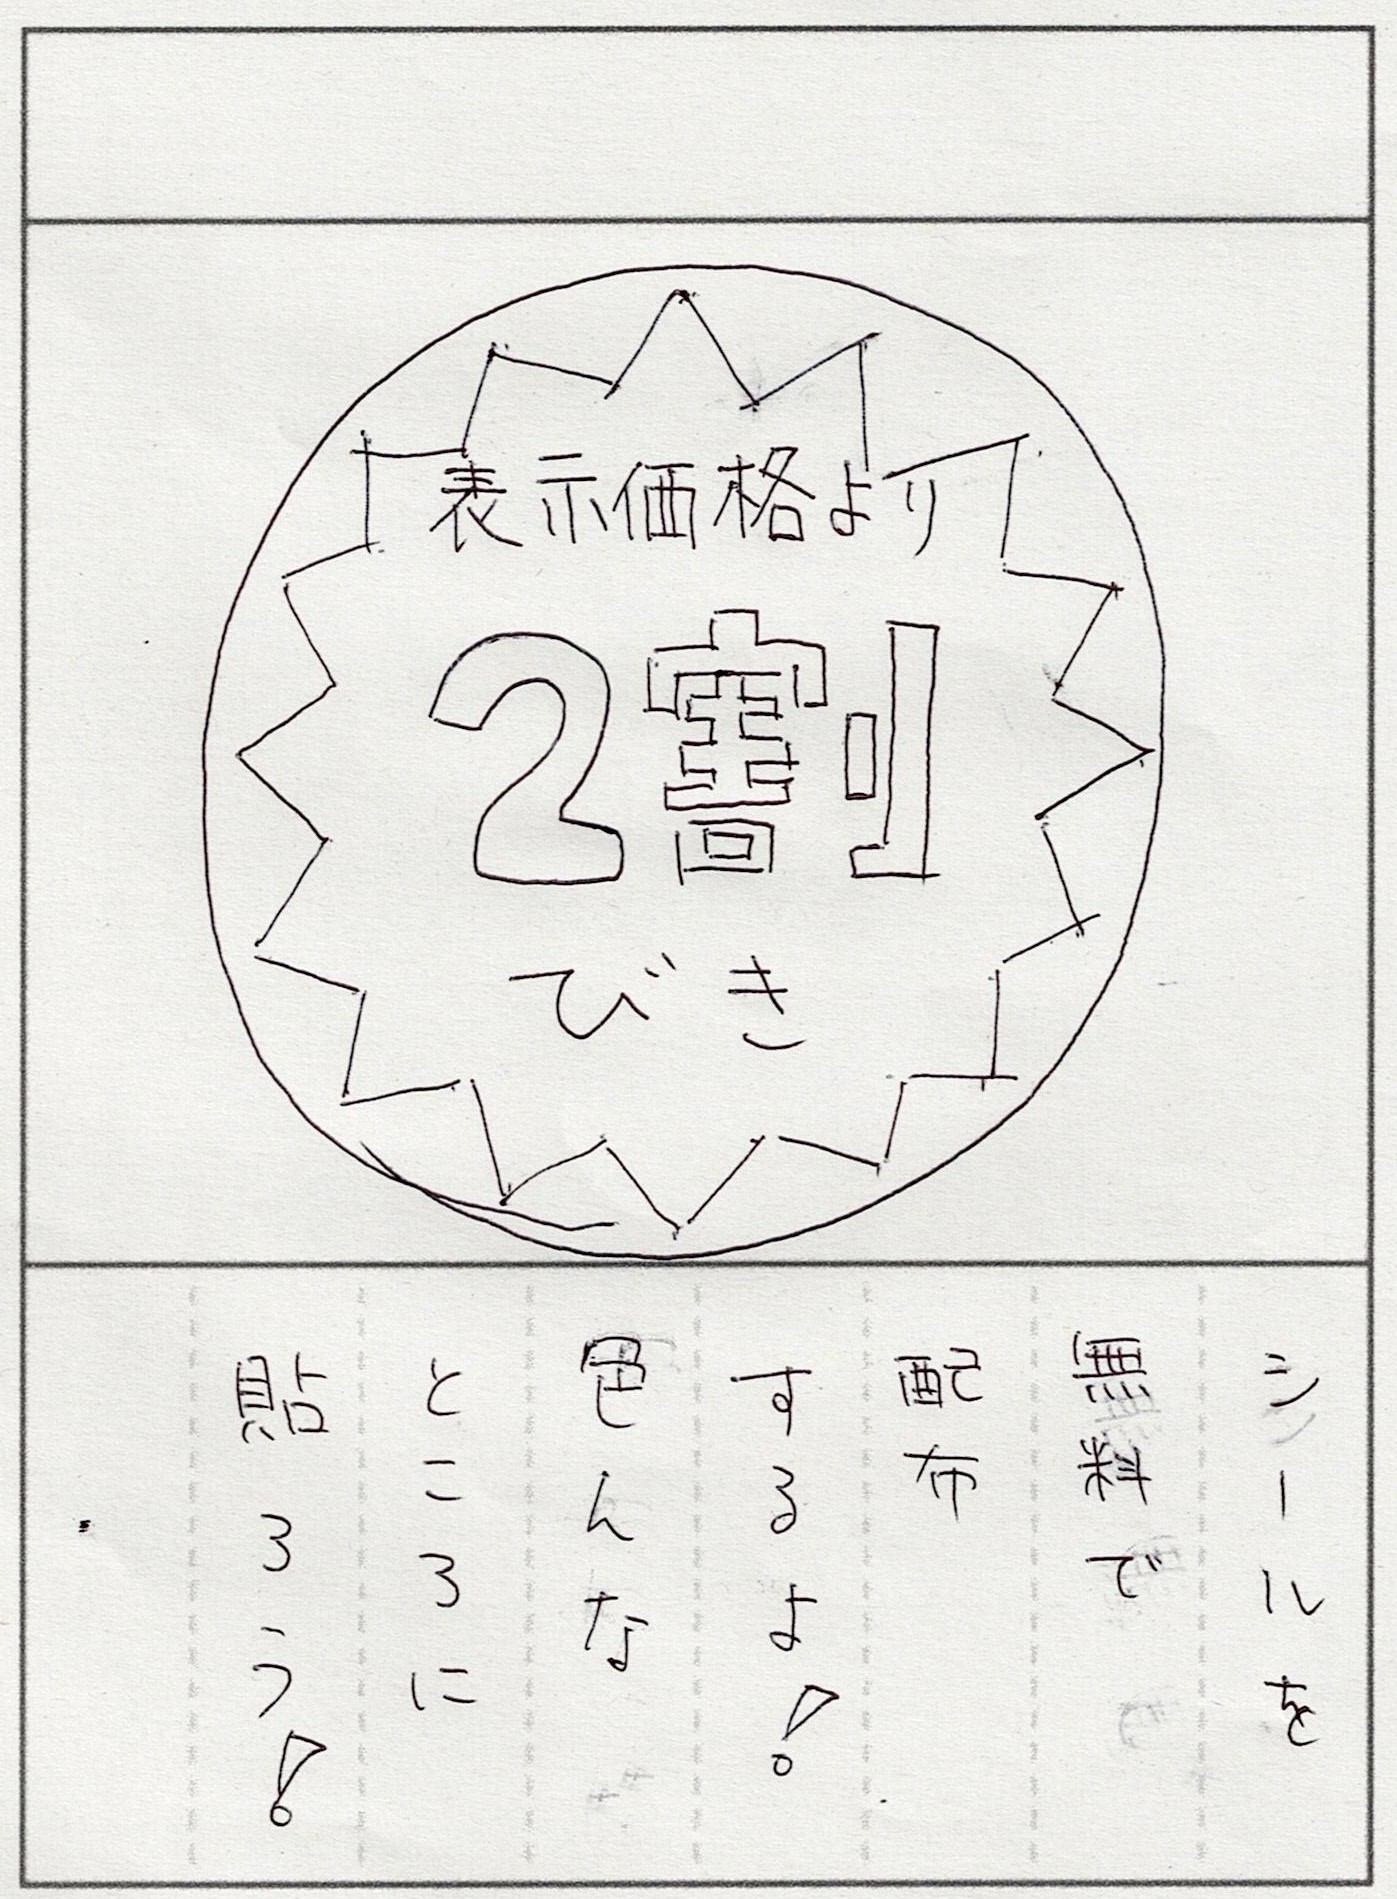 表示価格より
2割
びき
シールを
無料で
配布
するよ!
色んな
ところに
貼ろう!